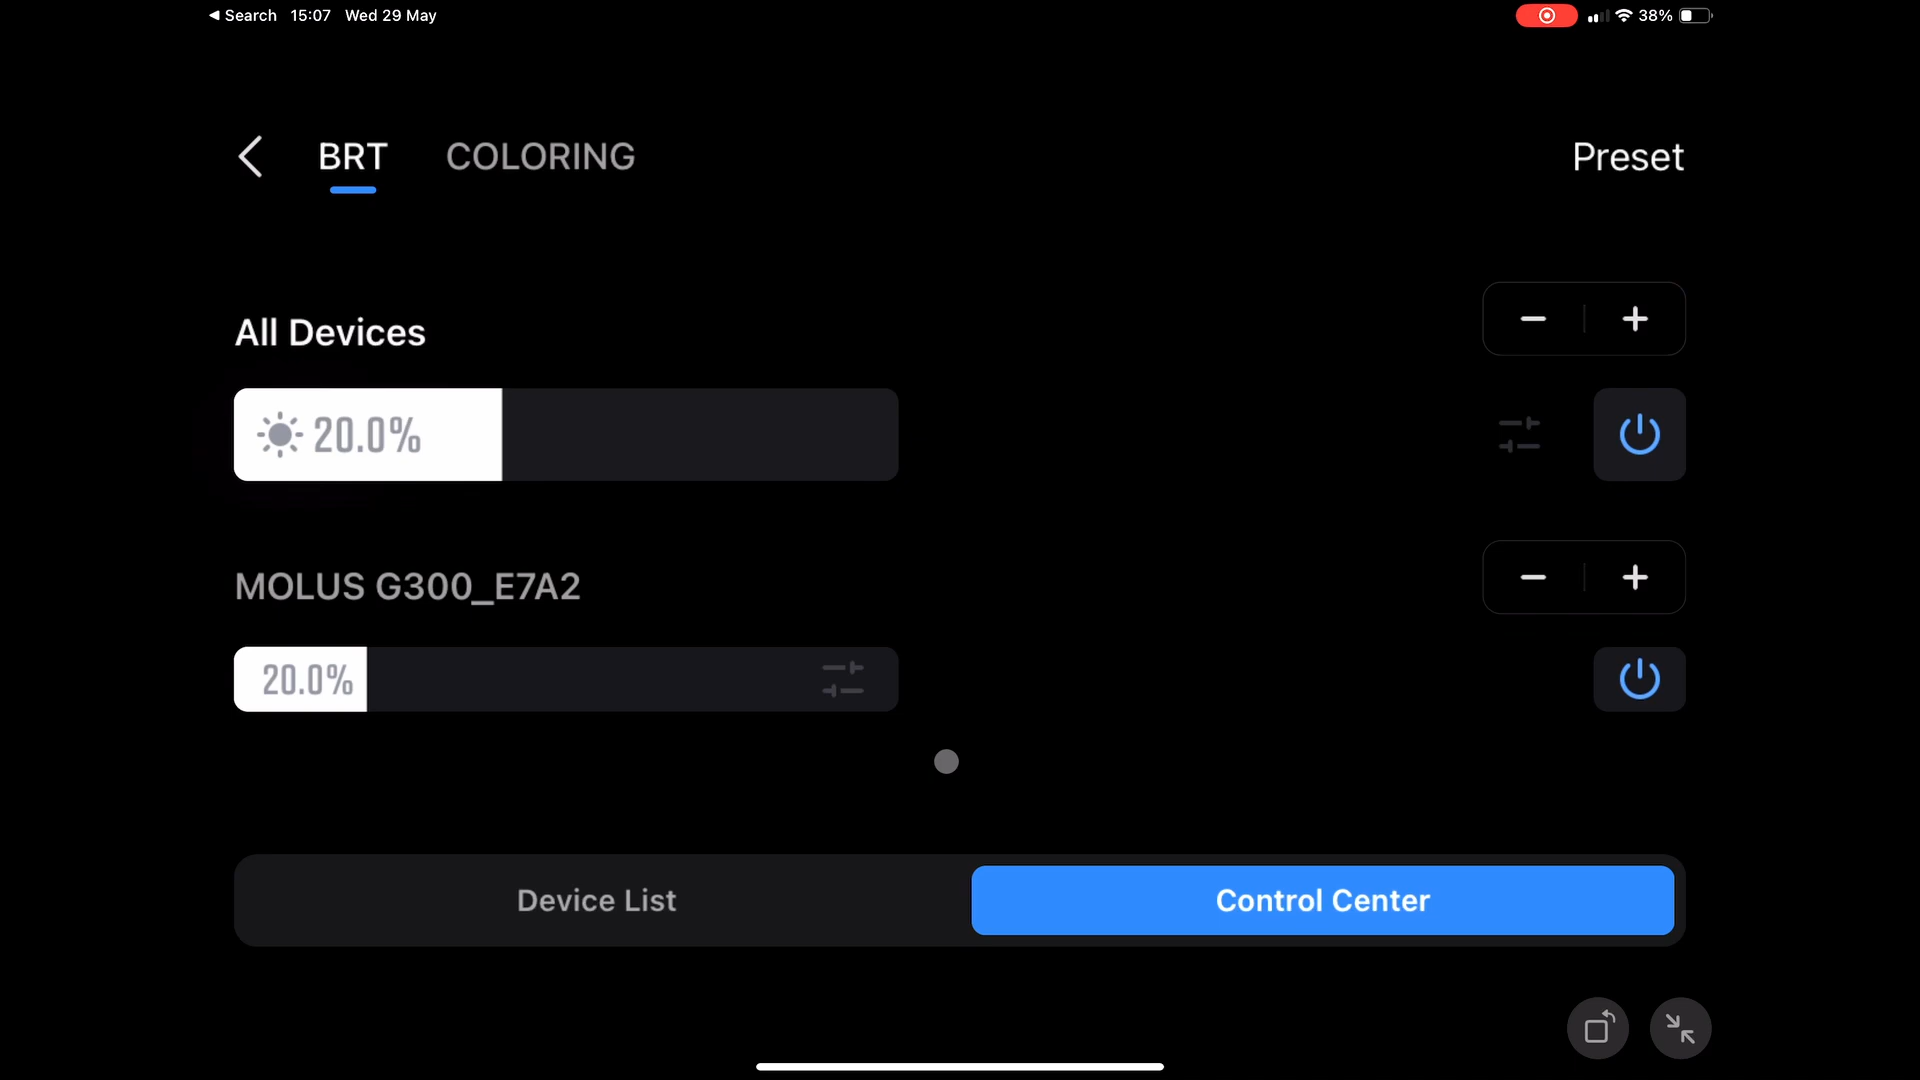 Search 15:07 Wed 29 May 38%
BRT COLORING Preset
All Devices
20.0%
MOLUS G300_E7A2
20.0%
Device List Control Center